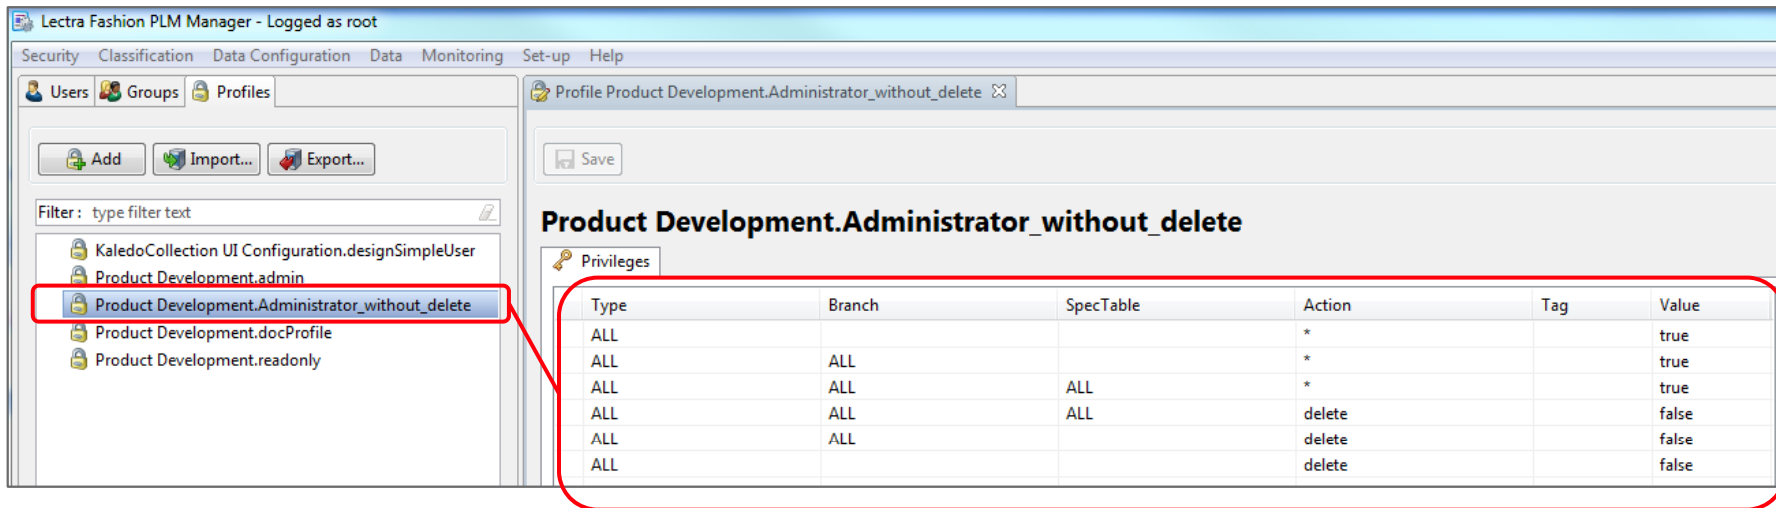 Lectra Fashion PLM Manager - Logged as root
Security Classification Data Configuration Data Monitoring Set-up Help
Users Groups Profiles
Add Import... Export...
Filter : type filter text
KaledoCollection UI Configuration.designSimpleUser
Product Development.admin
Product Development.Administrator_without_delete
Product Development.docProfile
Product Development.readonly
Profile Product Development.Administrator_without_delete
Save
Product Development.Administrator_without_delete
Privileges
Type Branch SpecTable Action Tag Value
ALL * true
ALL ALL * true
ALL ALL ALL * true
ALL ALL ALL delete false
ALL ALL delete false
ALL delete false